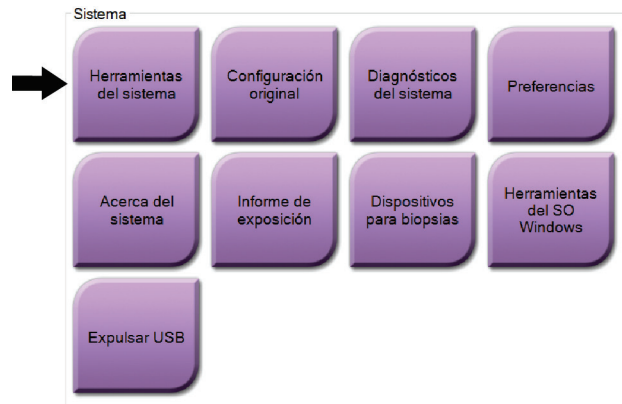 Sistema
Herramientas
del sistema
Configuración
original
Diagnósticos
del sistema
Preferencias
Acerca del
sistema
Informe de
exposición
Dispositivos
para biopsias
Herramientas
del SO
Windows
Expulsar USB